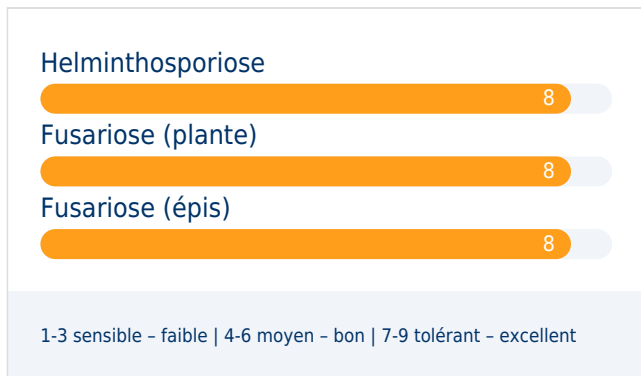 Helminthosporiose
8
Fusariose (plante)
8
Fusariose (épis)
8
1-3 sensible – faible | 4-6 moyen – bon | 7-9 tolérant – excellent